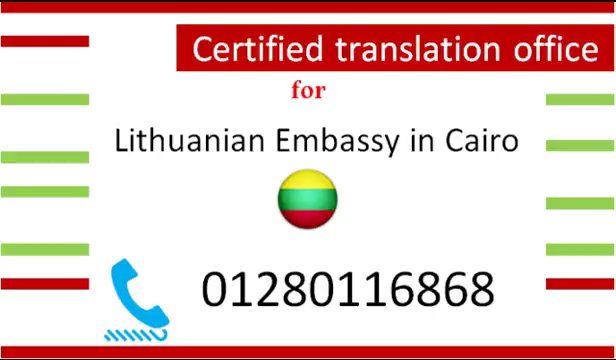 Certified translation office
for
Lithuanian Embassy in Cairo
01280116868